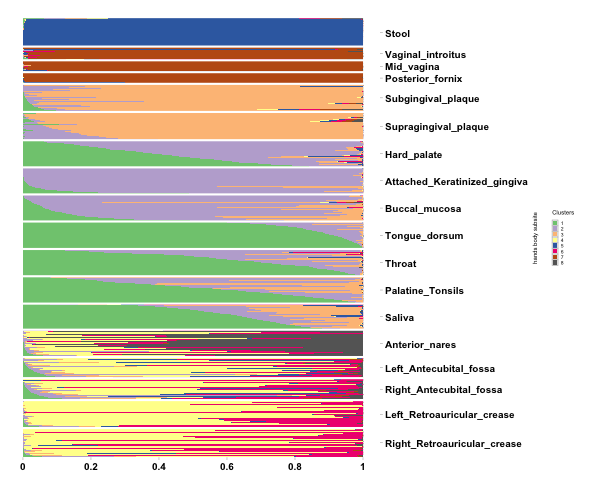 Stool
Vaginal_introitus
Mid_vagina
Posterior_fornix
Subgingival_plaque
Supragingival_plaque
Hard_palate
Attached_Keratinized_gingiva
Buccal_mucosa
Tongue_dorsum
Throat
Palatine_Tonsils
Saliva
Anterior_nares
Left_Antecubital_fossa
Right_Antecubital_fossa
Left_Retroauricular_crease
Right_Retroauricular_crease
0 0.2 0.4 0.6 0.8 1
body subsite
Clusters
1
2
3
4
5
6
7
8